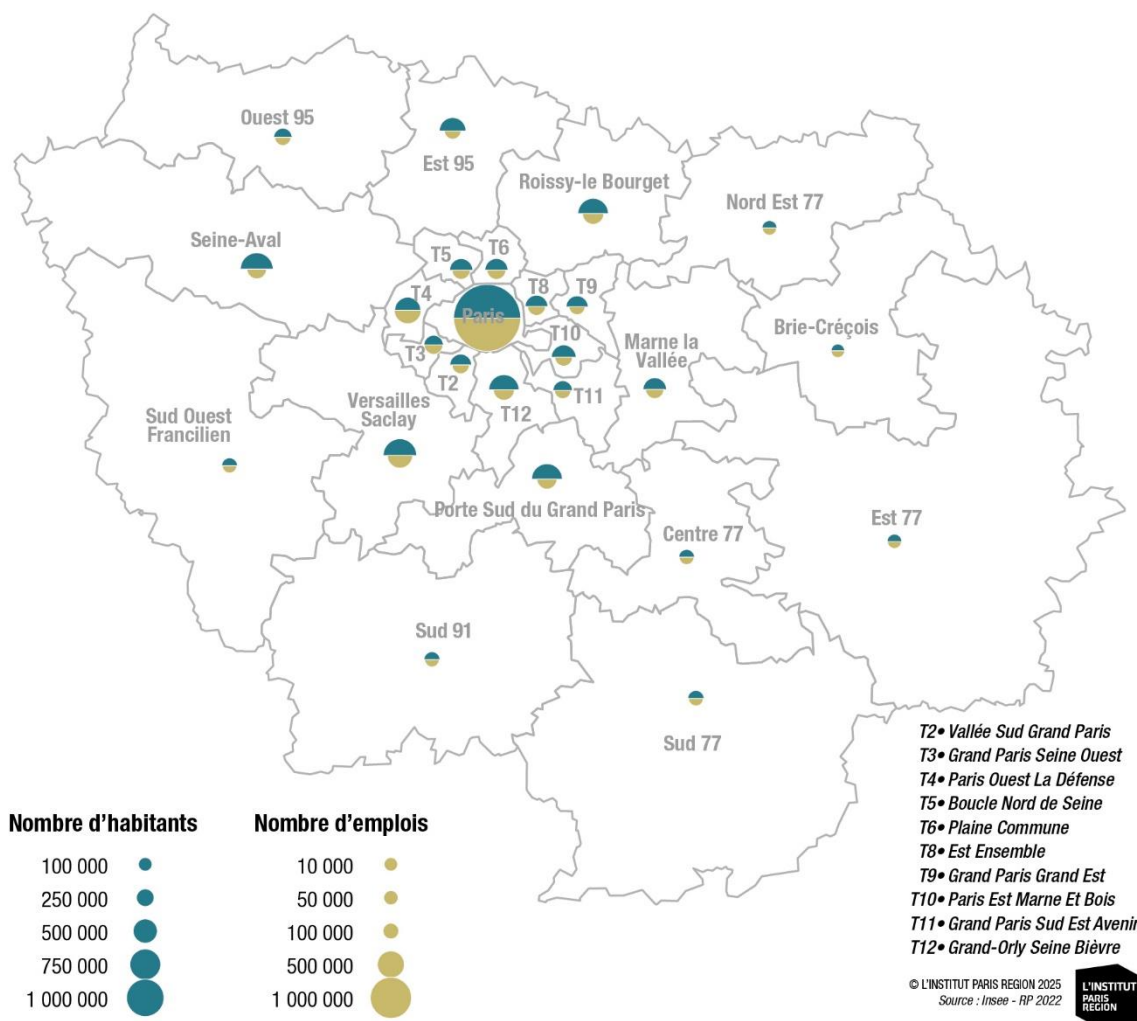 Ouest 95
Est 95
Roissy-le Bourget
Nord Est 77
Seine-Aval
T5
T6
T4
T8
T9
Paris
T10
Brie-Créçois
T3
Marne la
Vallée
T2
T11
Versailles
Saclay
T12
Sud Ouest
Francilien
Porte Sud du Grand Paris
Centre 77
Est 77
Sud 91
Sud 77
T2• Vallée Sud Grand Paris
T3• Grand Paris Seine Ouest
T4• Paris Ouest La Défense
T5• Boucle Nord de Seine
T6• Plaine Commune
T8• Est Ensemble
T9• Grand Paris Grand Est
T10• Paris Est Marne Et Bois
T11• Grand Paris Sud Est Avenir
T12• Grand-Orly Seine Bièvre
Nombre d’habitants
100 000
250 000
500 000
750 000
1 000 000
Nombre d’emplois
10 000
50 000
100 000
500 000
1 000 000
© L'INSTITUT PARIS REGION 2025
Source : Insee - RP 2022
L'INSTITUT
PARIS
REGION